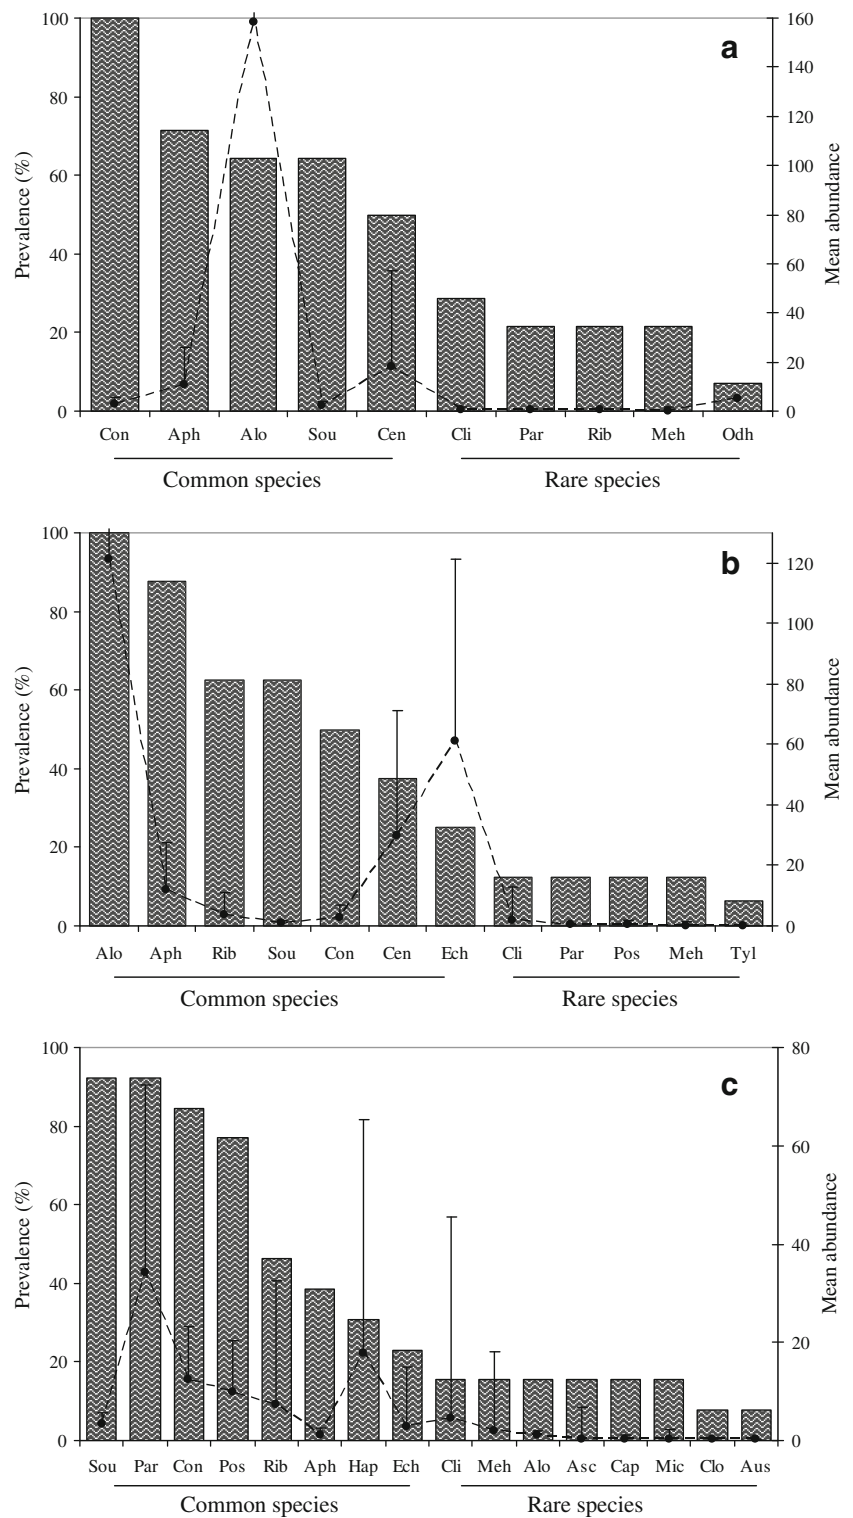 a
Prevalence (%)
Mean abundance
100
80
60
40
20
0
160
140
120
100
80
60
40
20
0
Con Aph Alo Sou Cen Cli Par Rib Meh Odh
Common species Rare species
b
Prevalence (%)
Mean abundance
100
80
60
40
20
0
120
100
80
60
40
20
0
Alo Aph Rib Sou Con Cen Ech Cli Par Pos Meh Tyl
Common species Rare species
c
Prevalence (%)
Mean abundance
100
80
60
40
20
0
80
60
40
20
0
Sou Par Con Pos Rib Aph Hap Ech Cli Meh Alo Asc Cap Mic Clo Aus
Common species Rare species